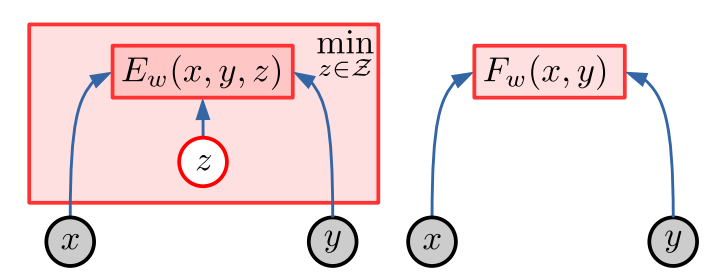 min
z∈𝒵
E_w(x, y, z)
F_w(x, y)
z
x
y
x
y